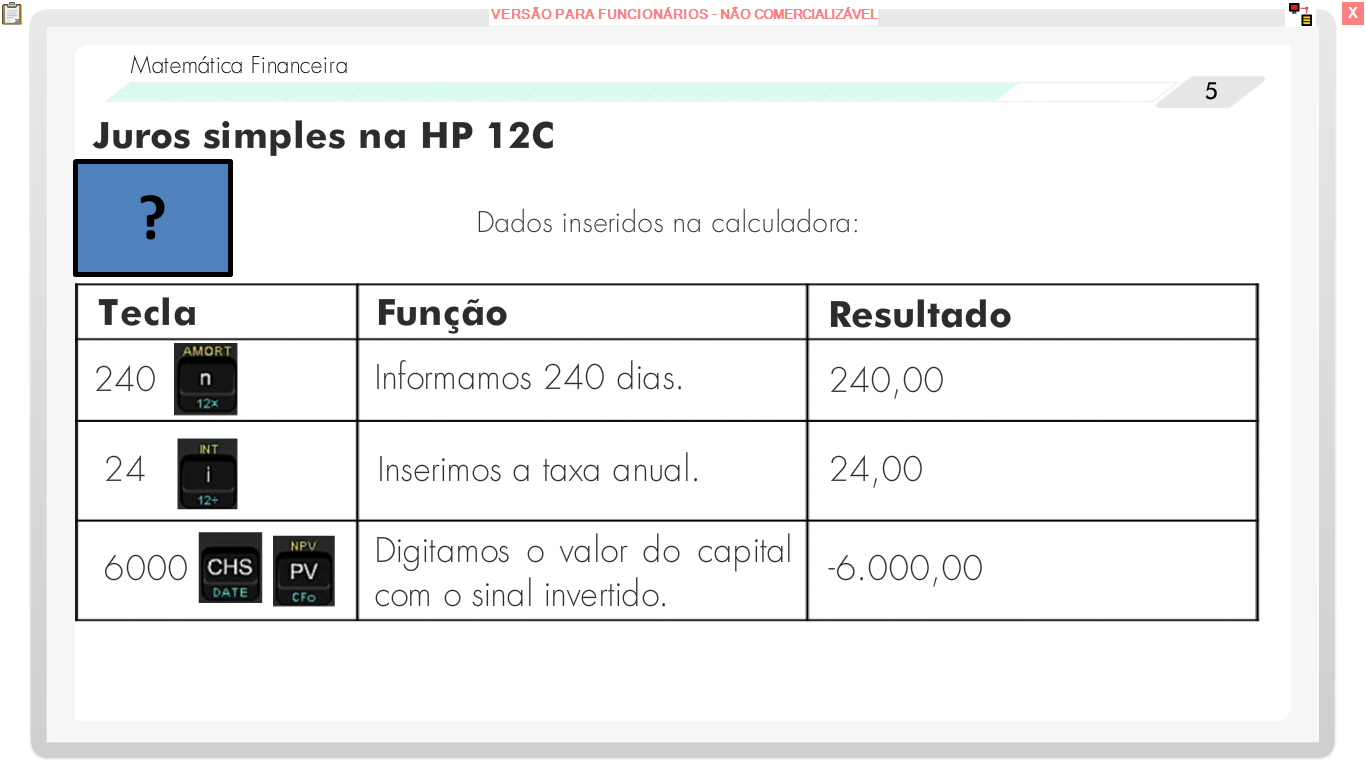 VERSÃO PARA FUNCIONÁRIOS - NÃO COMERCIALIZÁVEL
X
Matemática Financeira
5
Juros simples na HP 12C
?
Dados inseridos na calculadora:
Tecla Função Resultado
AMORT
240 n Informamos 240 dias. 240,00
12×
INT
24 i Inserimos a taxa anual. 24,00
12÷
NPV
Digitamos o valor do capital
6000 CHS PV -6.000,00
DATE CFo
com o sinal invertido.